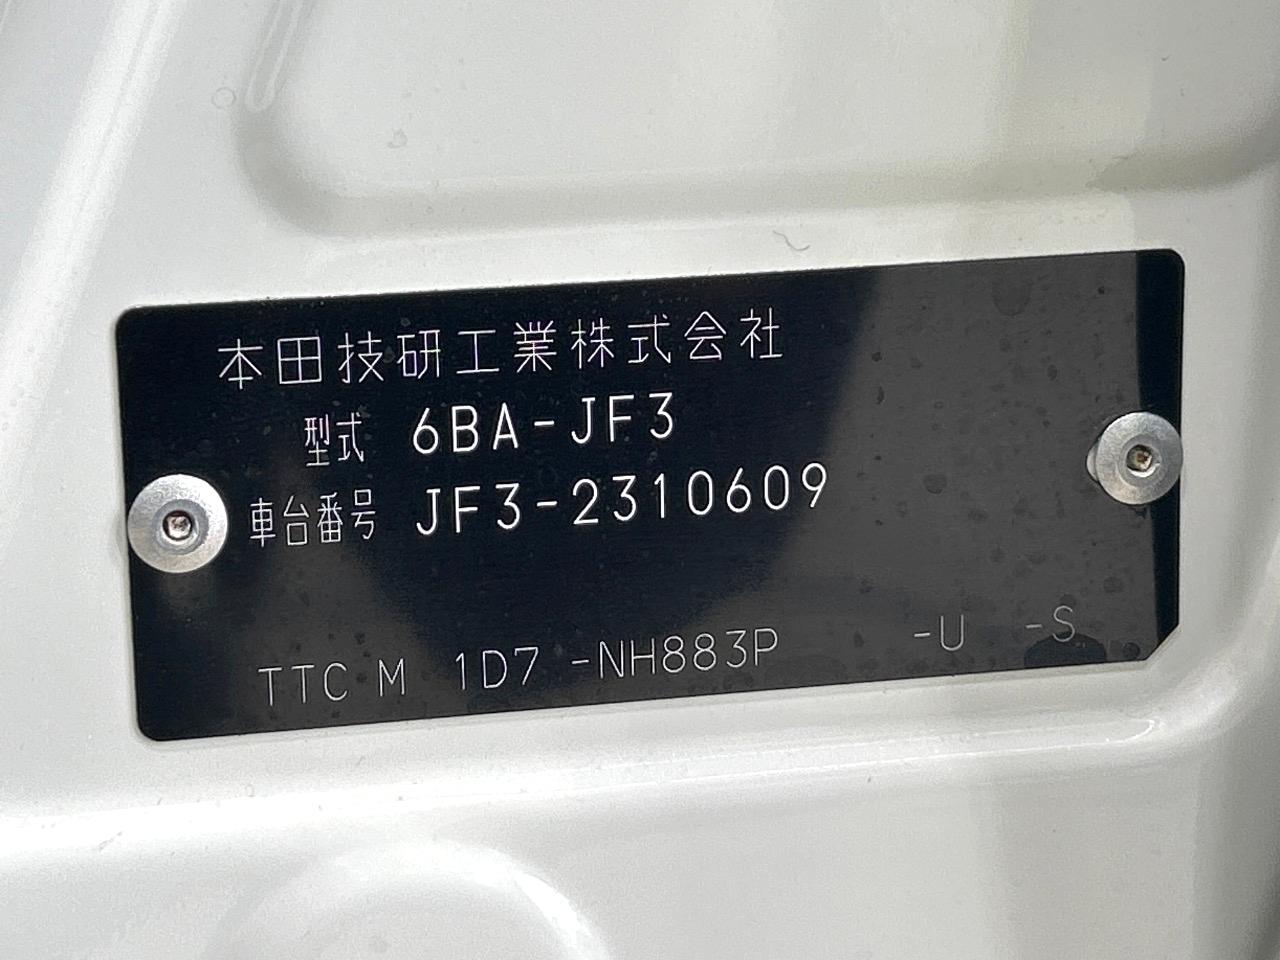 本田技研工業株式会社
型式 6BA-JF3
車台番号 JF3-2310609
TTC M 1D7 -NH883P -U -S